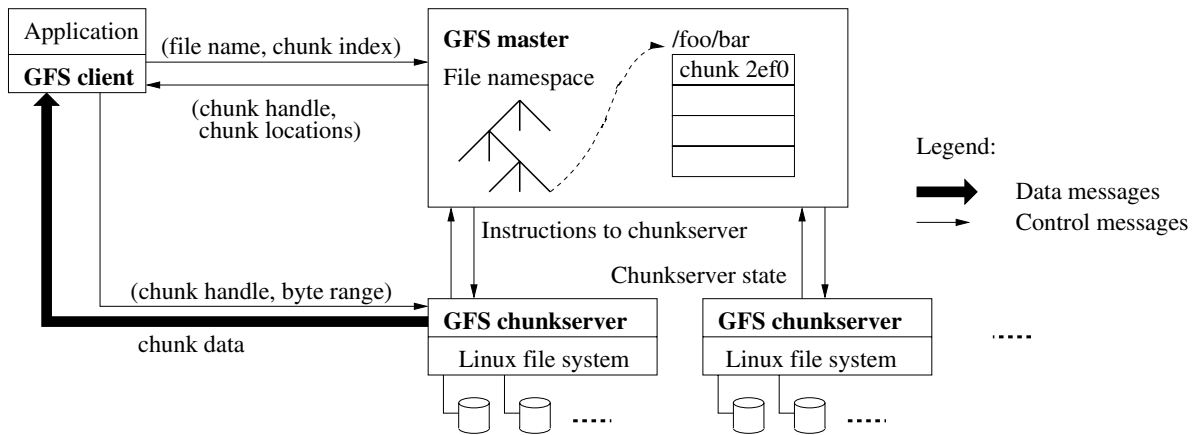 Application
GFS client
(file name, chunk index)
(chunk handle,
chunk locations)
GFS master
File namespace
/foo/bar
chunk 2ef0
Legend:
Data messages
Control messages
Instructions to chunkserver
Chunkserver state
(chunk handle, byte range)
chunk data
GFS chunkserver
Linux file system
GFS chunkserver
Linux file system